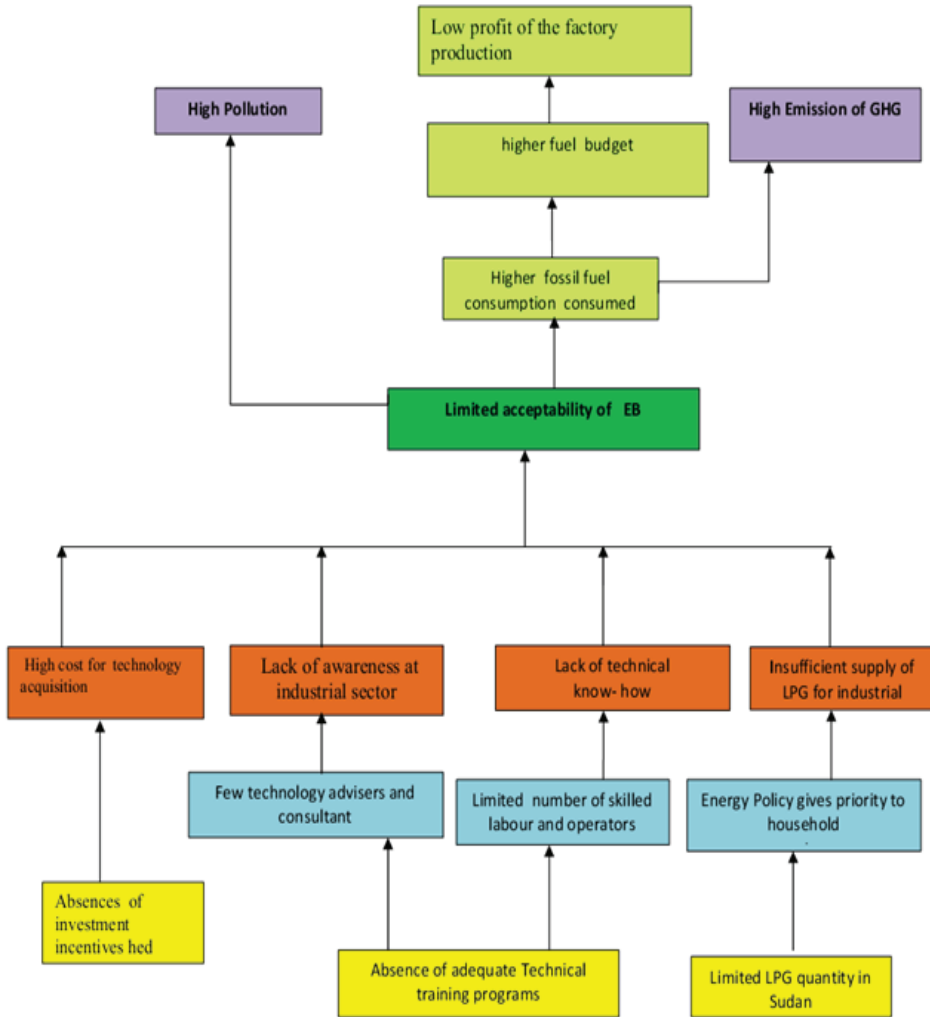 Low profit of the factory
production
High Pollution
High Emission of GHG
higher fuel budget
Higher fossil fuel
consumption consumed
Limited acceptability of EB
High cost for technology
acquisition
Lack of awareness at
industrial sector
Lack of technical
know- how
Insufficient supply of
LPG for industrial
Few technology advisers and
consultant
Limited number of skilled
labour and operators
Energy Policy gives priority to
household
.
Absences of
investment
incentives hed
Absence of adequate Technical
training programs
Limited LPG quantity in
Sudan